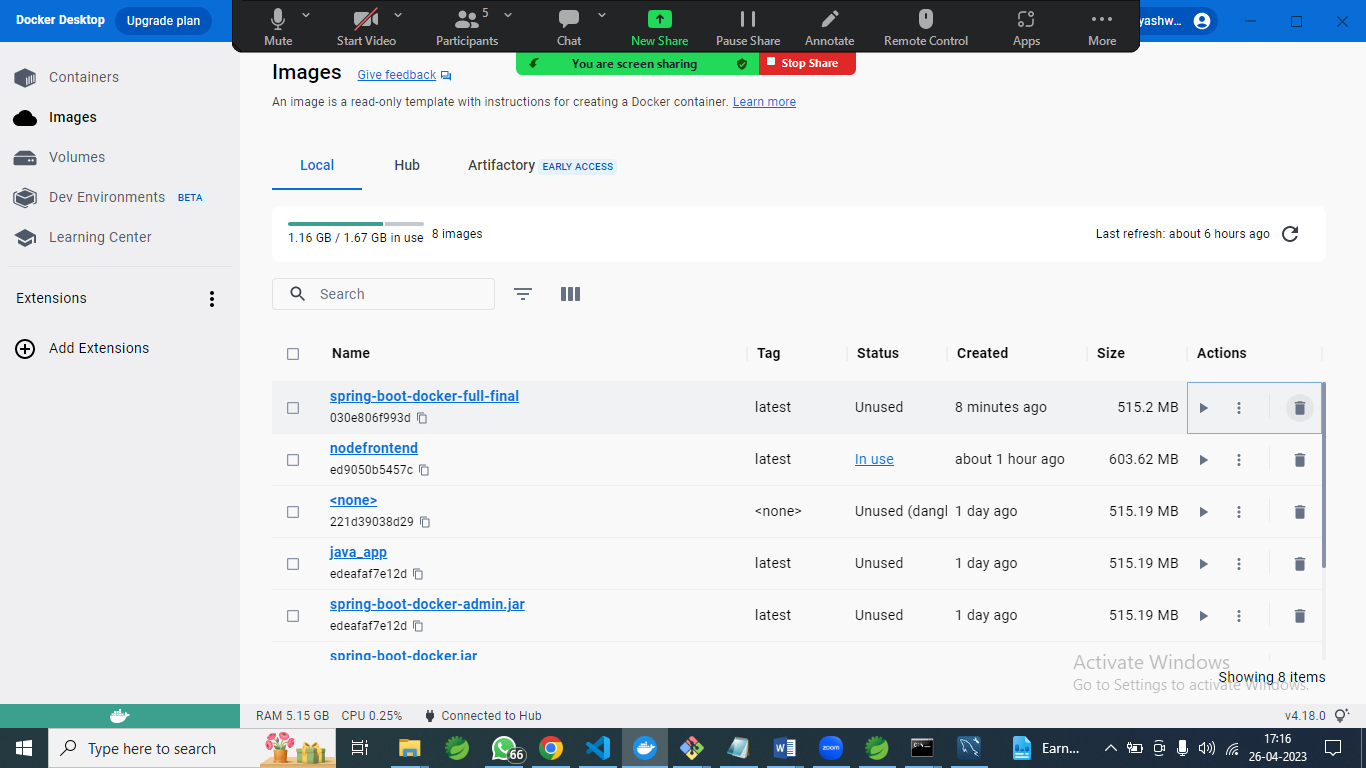 Docker Desktop
Upgrade plan
Mute
Start Video
5
Participants
Chat
New Share
Pause Share
Annotate
Remote Control
Apps
More
yashw...
You are screen sharing
Stop Share
Containers
Images
Volumes
Dev Environments BETA
Learning Center
Extensions
Add Extensions
Images Give feedback
An image is a read-only template with instructions for creating a Docker container. Learn more
Local Hub Artifactory EARLY ACCESS
1.16 GB / 1.67 GB in use 8 images
Last refresh: about 6 hours ago
Search
Name Tag Status Created Size Actions
spring-boot-docker-full-final
030e806f993d
latest Unused 8 minutes ago 515.2 MB
nodefrontend
ed9050b5457c
latest In use about 1 hour ago 603.62 MB
<none>
221d39038d29
<none> Unused (dangl 1 day ago 515.19 MB
java_app
edeafaf7e12d
latest Unused 1 day ago 515.19 MB
spring-boot-docker-admin.jar
edeafaf7e12d
latest Unused 1 day ago 515.19 MB
spring-boot-docker.jar
Activate Windows
Go to Settings to activate Windows.
Showing 8 items
RAM 5.15 GB CPU 0.25% Connected to Hub
v4.18.0
Type here to search
66
zoom
Earn...
17:16
26-04-2023